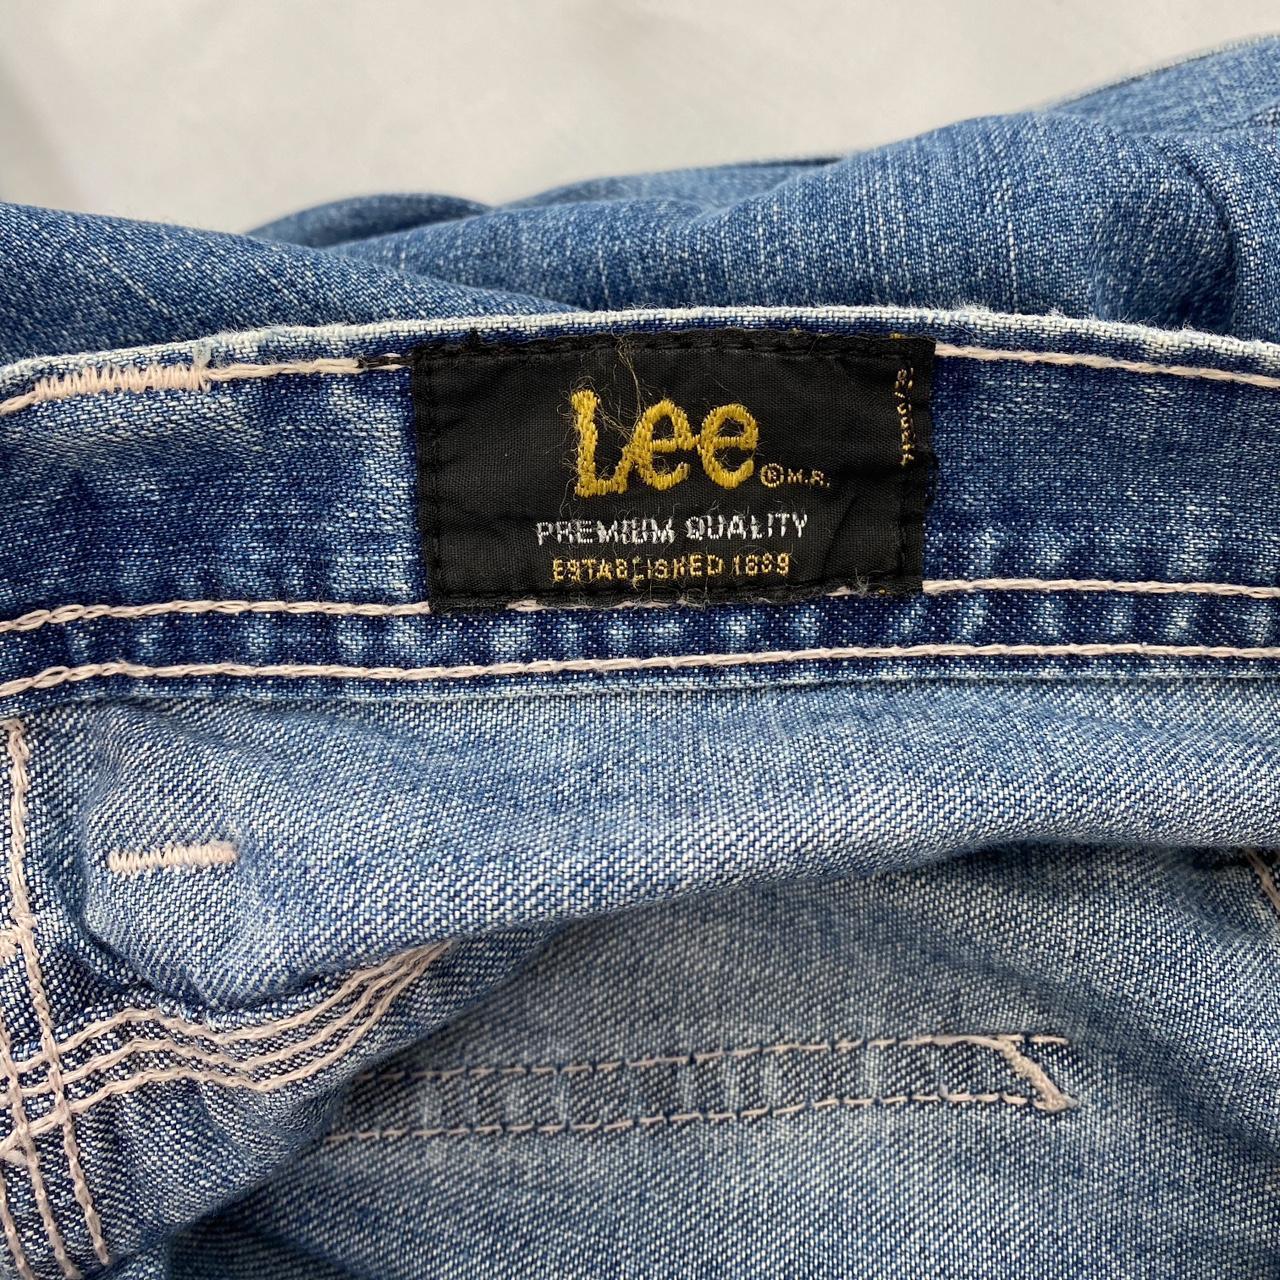 Lee ® M.R.
PREMIUM QUALITY
ESTABLISHED 1889